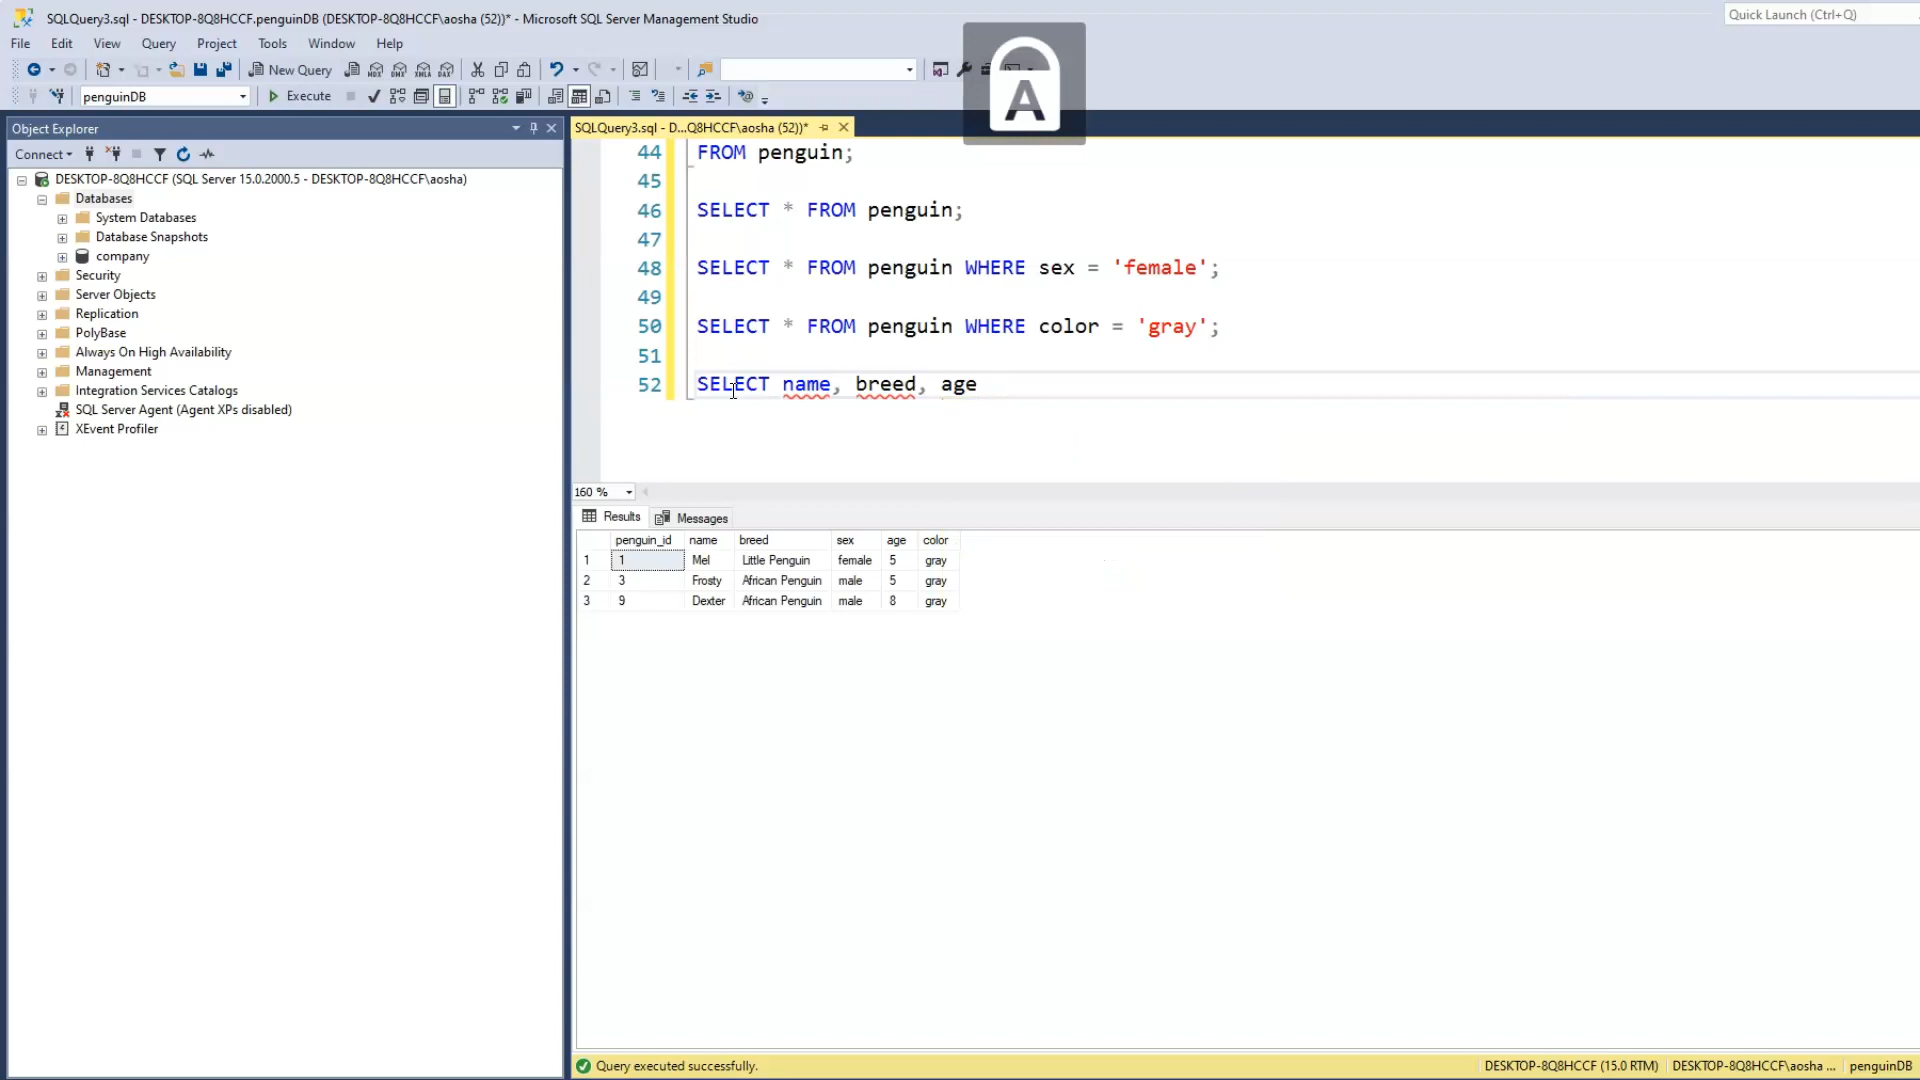 SQLQuery3.sql - DESKTOP-8Q8HCCF.penguinDB (DESKTOP-8Q8HCCF\aosha (52))* - Microsoft SQL Server Management Studio
Quick Launch (Ctrl+Q)
File Edit View Query Project Tools Window Help
A
New Query
penguinDB
Execute
Object Explorer
SQLQuery3.sql - D...Q8HCCF\aosha (52))*
Connect
DESKTOP-8Q8HCCF (SQL Server 15.0.2000.5 - DESKTOP-8Q8HCCF\aosha)
Databases
System Databases
Database Snapshots
company
Security
Server Objects
Replication
PolyBase
Always On High Availability
Management
Integration Services Catalogs
SQL Server Agent (Agent XPs disabled)
XEvent Profiler
44 FROM penguin;
45
46 SELECT * FROM penguin;
47
48 SELECT * FROM penguin WHERE sex = 'female';
49
50 SELECT * FROM penguin WHERE color = 'gray';
51
52 SELECT name, breed, age
160 %
Results Messages
penguin_id name breed sex age color
1 1 Mel Little Penguin female 5 gray
2 3 Frosty African Penguin male 5 gray
3 9 Dexter African Penguin male 8 gray
Query executed successfully.
DESKTOP-8Q8HCCF (15.0 RTM) DESKTOP-8Q8HCCF\aosha ... penguinDB